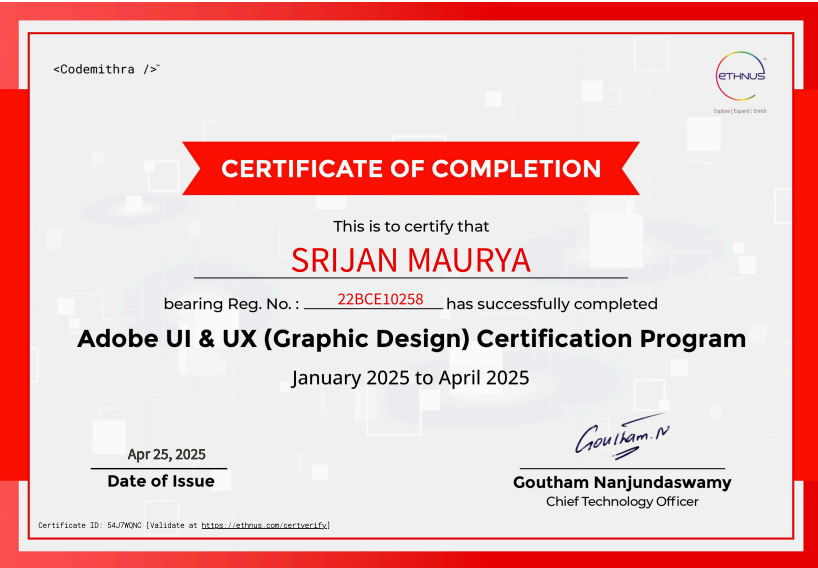 <Codemithra />™
eTHNUS
Explore | Expand | Enrich
CERTIFICATE OF COMPLETION
This is to certify that
SRIJAN MAURYA
bearing Reg. No. : 22BCE10258 has successfully completed
Adobe UI & UX (Graphic Design) Certification Program
January 2025 to April 2025
Apr 25, 2025
Date of Issue
Goutham.N
Goutham Nanjundaswamy
Chief Technology Officer
Certificate ID: 54J7WQNC [Validate at https://ethnus.com/certverify]